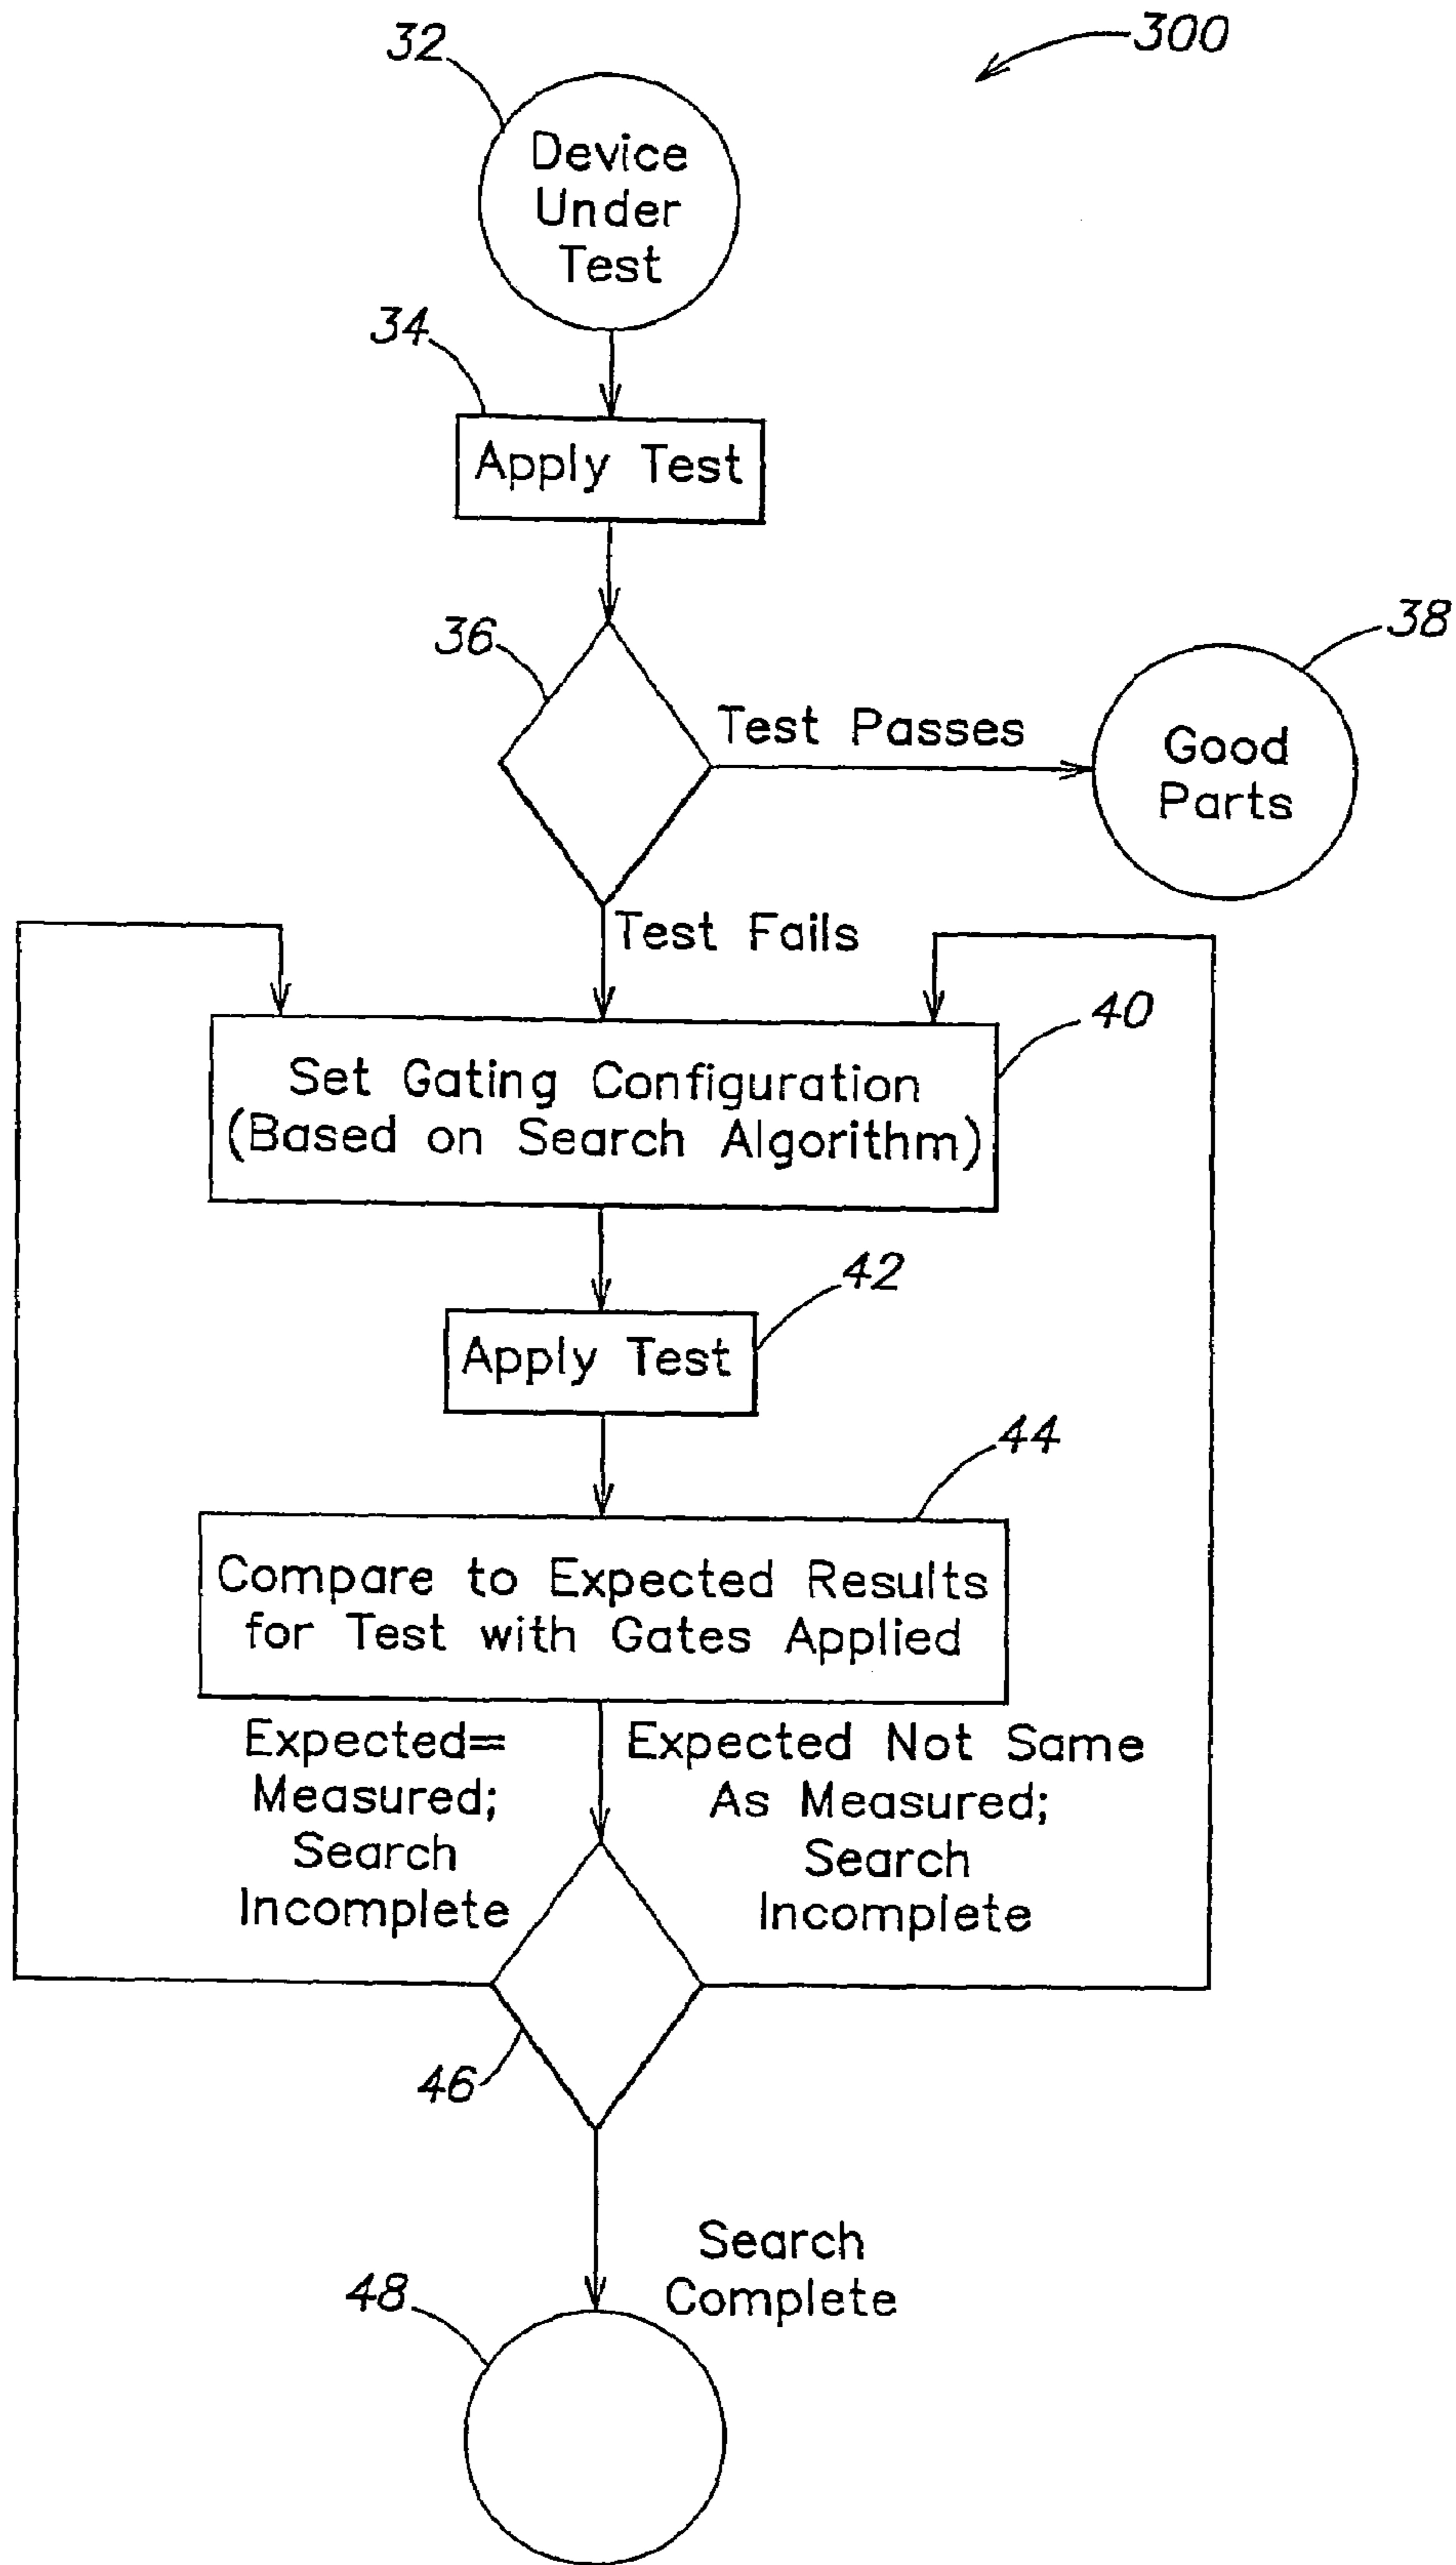 300
32
Device
Under
Test
34
Apply Test
36
Test Passes
38
Good
Parts
Test Fails
40
Set Gating Configuration
(Based on Search Algorithm)
42
Apply Test
44
Compare to Expected Results
for Test with Gates Applied
Expected=
Measured;
Search
Incomplete
Expected Not Same
As Measured;
Search
Incomplete
46
Search
Complete
48